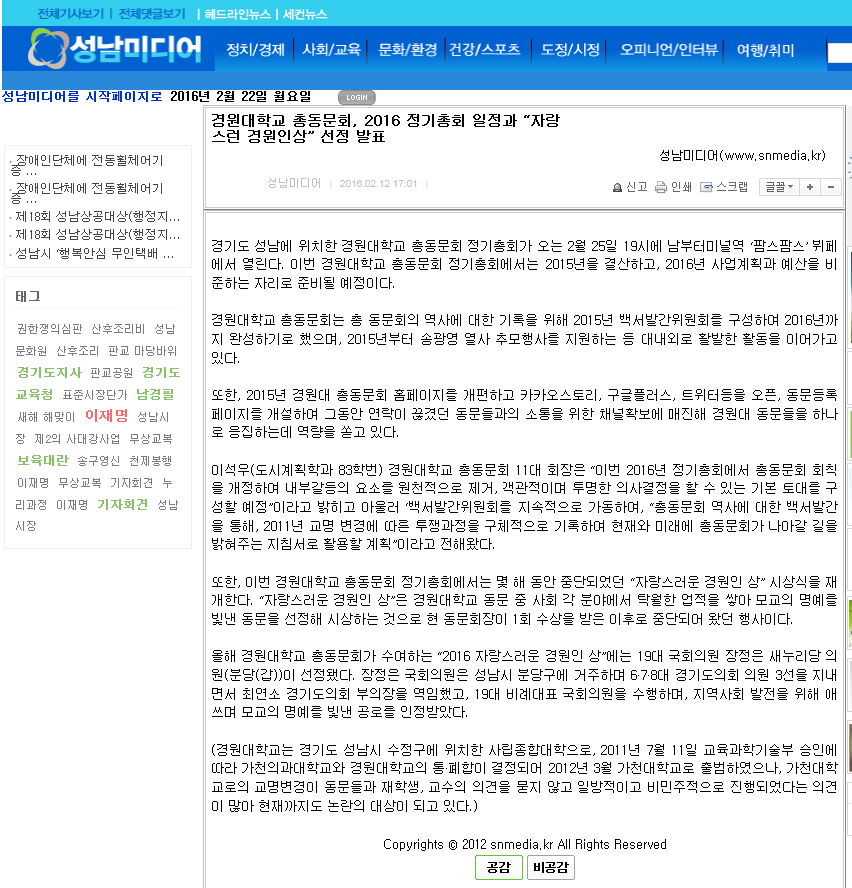 전체기사보기 | 전체댓글보기 | 헤드라인뉴스 | 세컨뉴스
성남미디어 정치/경제 사회/교육 문화/환경 건강/스포츠 도정/시정 오피니언/인터뷰 여행/취미
성남미디어를 시작페이지로 2016년 2월 22일 월요일 LOGIN
장애인단체에 전동휠체어기
증 ...
장애인단체에 전동휠체어기
증 ...
제18회 성남상공대상(행정지...
제18회 성남상공대상(행정지...
성남시 '행복안심 무인택배 ...
태그
권한쟁의심판 산후조리비 성남
문화원 산후조리 판교 마당바위
경기도지사 판교공원 경기도
교육청 표준시장단가 남경필
새해 해맞이 이재명 성남시
장 제2의 사대강사업 무상교복
보육대란 송구영신 천제봉행
이재명 무상교복 기자회견 누
리과정 이재명 기자회견 성남
시장
경원대학교 총동문회, 2016 정기총회 일정과 “자랑
스런 경원인상” 선정 발표
성남미디어(www.snmedia.kr)
성남미디어 | 2016.02.12 17:01 |
신고 인쇄 스크랩 글꼴 + -
경기도 성남에 위치한 경원대학교 총동문회 정기총회가 오는 2월 25일 19시에 남부터미널역 ‘팜스팜스’ 뷔페
에서 열린다. 이번 경원대학교 총동문회 정기총회에서는 2015년을 결산하고, 2016년 사업계획과 예산을 비
준하는 자리로 준비될 예정이다.
경원대학교 총동문회는 총 동문회의 역사에 대한 기록을 위해 2015년 백서발간위원회를 구성하여 2016년까
지 완성하기로 했으며, 2015년부터 송광영 열사 추모행사를 지원하는 등 대내외로 활발한 활동을 이어가고
있다.
또한, 2015년 경원대 총동문회 홈페이지를 개편하고 카카오스토리, 구글플러스, 트위터등을 오픈, 동문등록
페이지를 개설하여 그동안 연락이 끊겼던 동문들과의 소통을 위한 채널확보에 매진해 경원대 동문들을 하나
로 응집하는데 역량을 쏟고 있다.
이석우(도시계획학과 83학번) 경원대학교 총동문회 11대 회장은 “이번 2016년 정기총회에서 총동문회 회칙
을 개정하여 내부갈등의 요소를 원천적으로 제거, 객관적이며 투명한 의사결정을 할 수 있는 기본 토대를 구
성할 예정”이라고 밝히고 아울러 ‘백서발간위원회를 지속적으로 가동하여, “총동문회 역사에 대한 백서발간
을 통해, 2011년 교명 변경에 따른 투쟁과정을 구체적으로 기록하여 현재와 미래에 총동문회가 나아갈 길을
밝혀주는 지침서로 활용할 계획”이라고 전해왔다.
또한, 이번 경원대학교 총동문회 정기총회에서는 몇 해 동안 중단되었던 “자랑스러운 경원인 상” 시상식을 재
개한다. “자랑스러운 경원인 상”은 경원대학교 동문 중 사회 각 분야에서 탁월한 업적을 쌓아 모교의 명예를
빛낸 동문을 선정해 시상하는 것으로 현 동문회장이 1회 수상을 받은 이후로 중단되어 왔던 행사이다.
올해 경원대학교 총동문회가 수여하는 “2016 자랑스러운 경원인 상”에는 19대 국회의원 장정은 새누리당 의
원(분당(갑))이 선정됐다. 장정은 국회의원은 성남시 분당구에 거주하며 6·7·8대 경기도의회 의원 3선을 지내
면서 최연소 경기도의회 부의장을 역임했고, 19대 비례대표 국회의원을 수행하며, 지역사회 발전을 위해 애
쓰며 모교의 명예를 빛낸 공로를 인정받았다.
(경원대학교는 경기도 성남시 수정구에 위치한 사립종합대학으로, 2011년 7월 11일 교육과학기술부 승인에
따라 가천의과대학교와 경원대학교의 통·폐합이 결정되어 2012년 3월 가천대학교로 출범하였으나, 가천대학
교로의 교명변경이 동문들과 재학생, 교수의 의견을 묻지 않고 일방적이고 비민주적으로 진행되었다는 의견
이 많아 현재까지도 논란의 대상이 되고 있다.)
Copyrights © 2012 snmedia.kr All Rights Reserved
공감 비공감